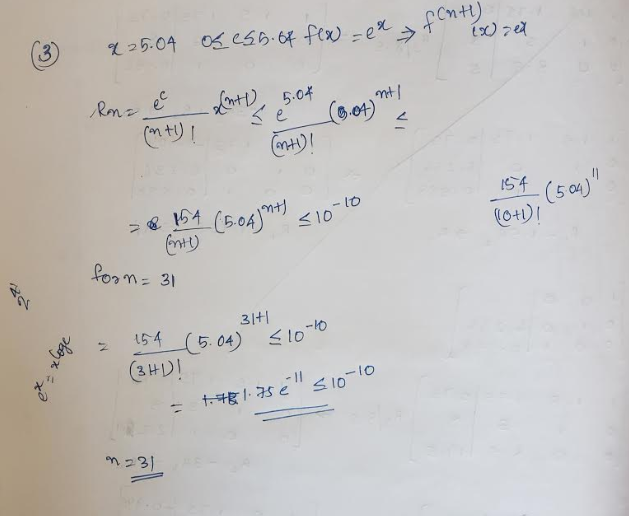 (3) x = 5.04 0 ≤ c ≤ 5.04 f(x) = e^x ⇒ f^(n+1)(x) = e^x
Rn = e^c/(n+1)! x^(n+1) ≤ e^5.04/(n+1)! (5.04)^n+1 ≤
= 154/(n+1) (5.04)^n+1 ≤ 10^-10
154/(10+1)! (5.04)^11
for n = 31
= 154/(31+1)! (5.04)^31+1 ≤ 10^-10
e^x = x loge
= 1.75 e^-11 ≤ 10^-10
n = 31